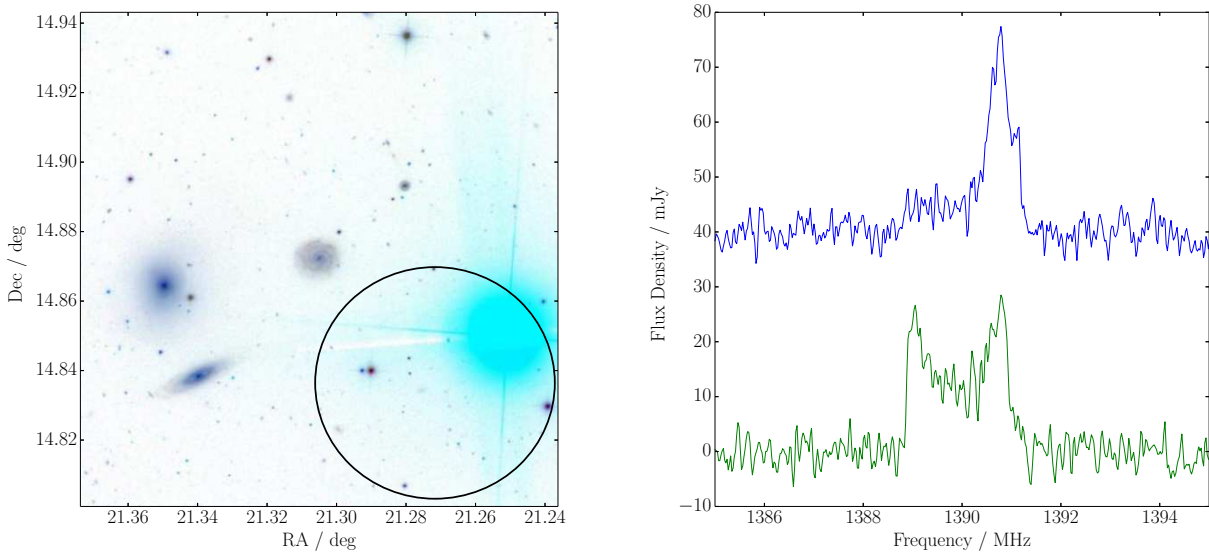 14.94
14.92
14.90
14.88
14.86
14.84
14.82
21.36 21.34 21.32 21.30 21.28 21.26 21.24
RA / deg
Dec / deg
80
70
60
50
40
30
20
10
0
−10
1386 1388 1390 1392 1394
Frequency / MHz
Flux Density / mJy